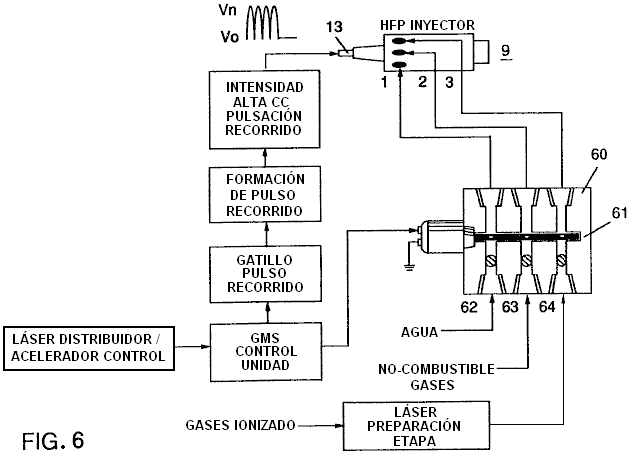 Vn
Vo
13
HFP INYECTOR
9
1 2 3
INTENSIDAD
ALTA CC
PULSACIÓN
RECORRIDO
FORMACIÓN
DE PULSO
RECORRIDO
GATILLO
PULSO
RECORRIDO
60
61
62 63 64
LÁSER DISTRIBUIDOR /
ACELERADOR CONTROL
GMS
CONTROL
UNIDAD
AGUA
NO-COMBUSTIBLE
GASES
GASES IONIZADO
LÁSER
PREPARACIÓN
ETAPA
FIG. 6